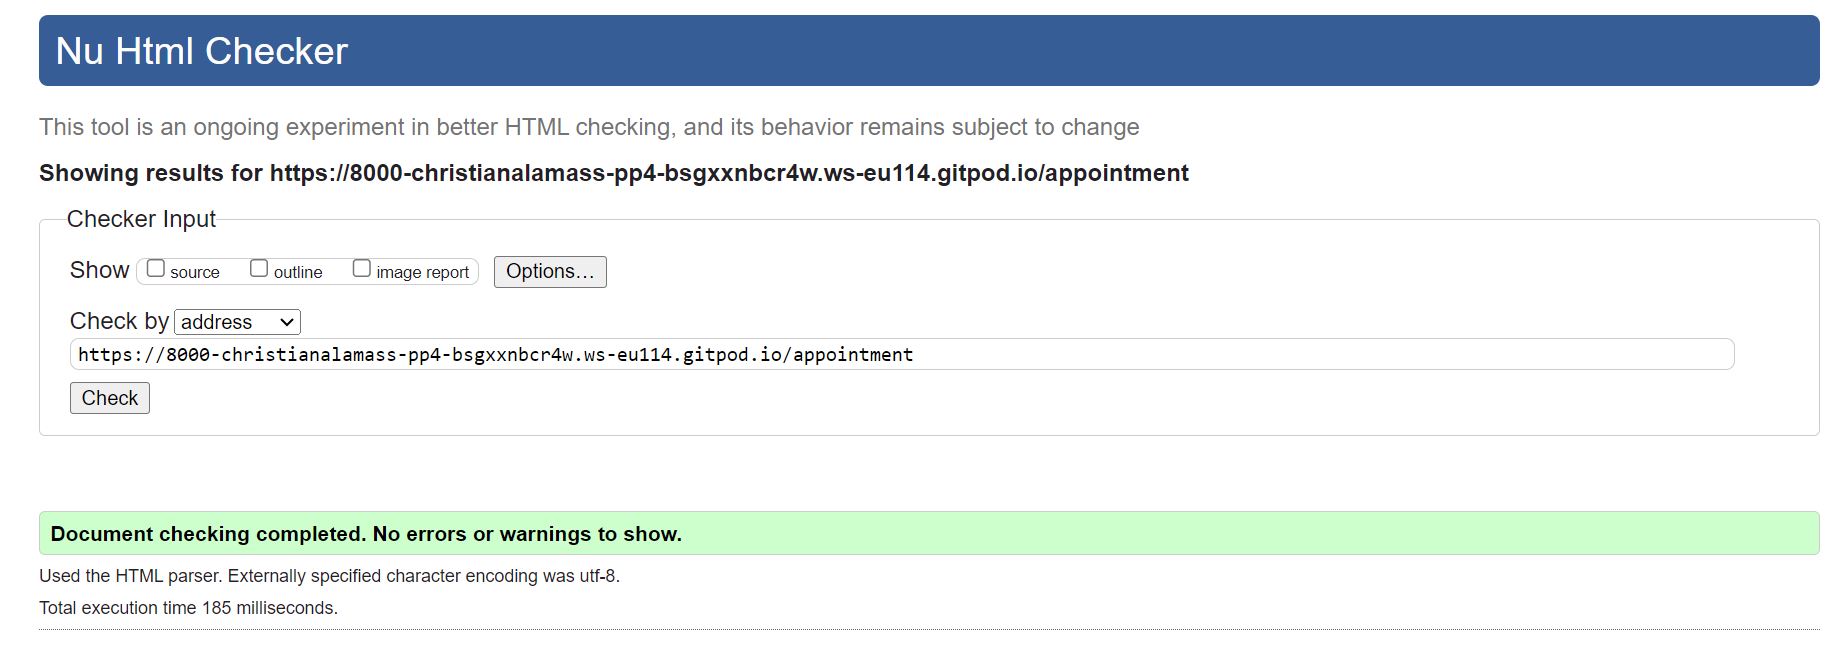 Nu Html Checker
This tool is an ongoing experiment in better HTML checking, and its behavior remains subject to change
Showing results for https://8000-christianalamass-pp4-bsgxxnbcr4w.ws-eu114.gitpod.io/appointment
Checker Input
Show source outline image report Options...
Check by address
https://8000-christianalamass-pp4-bsgxxnbcr4w.ws-eu114.gitpod.io/appointment
Check
Document checking completed. No errors or warnings to show.
Used the HTML parser. Externally specified character encoding was utf-8.
Total execution time 185 milliseconds.